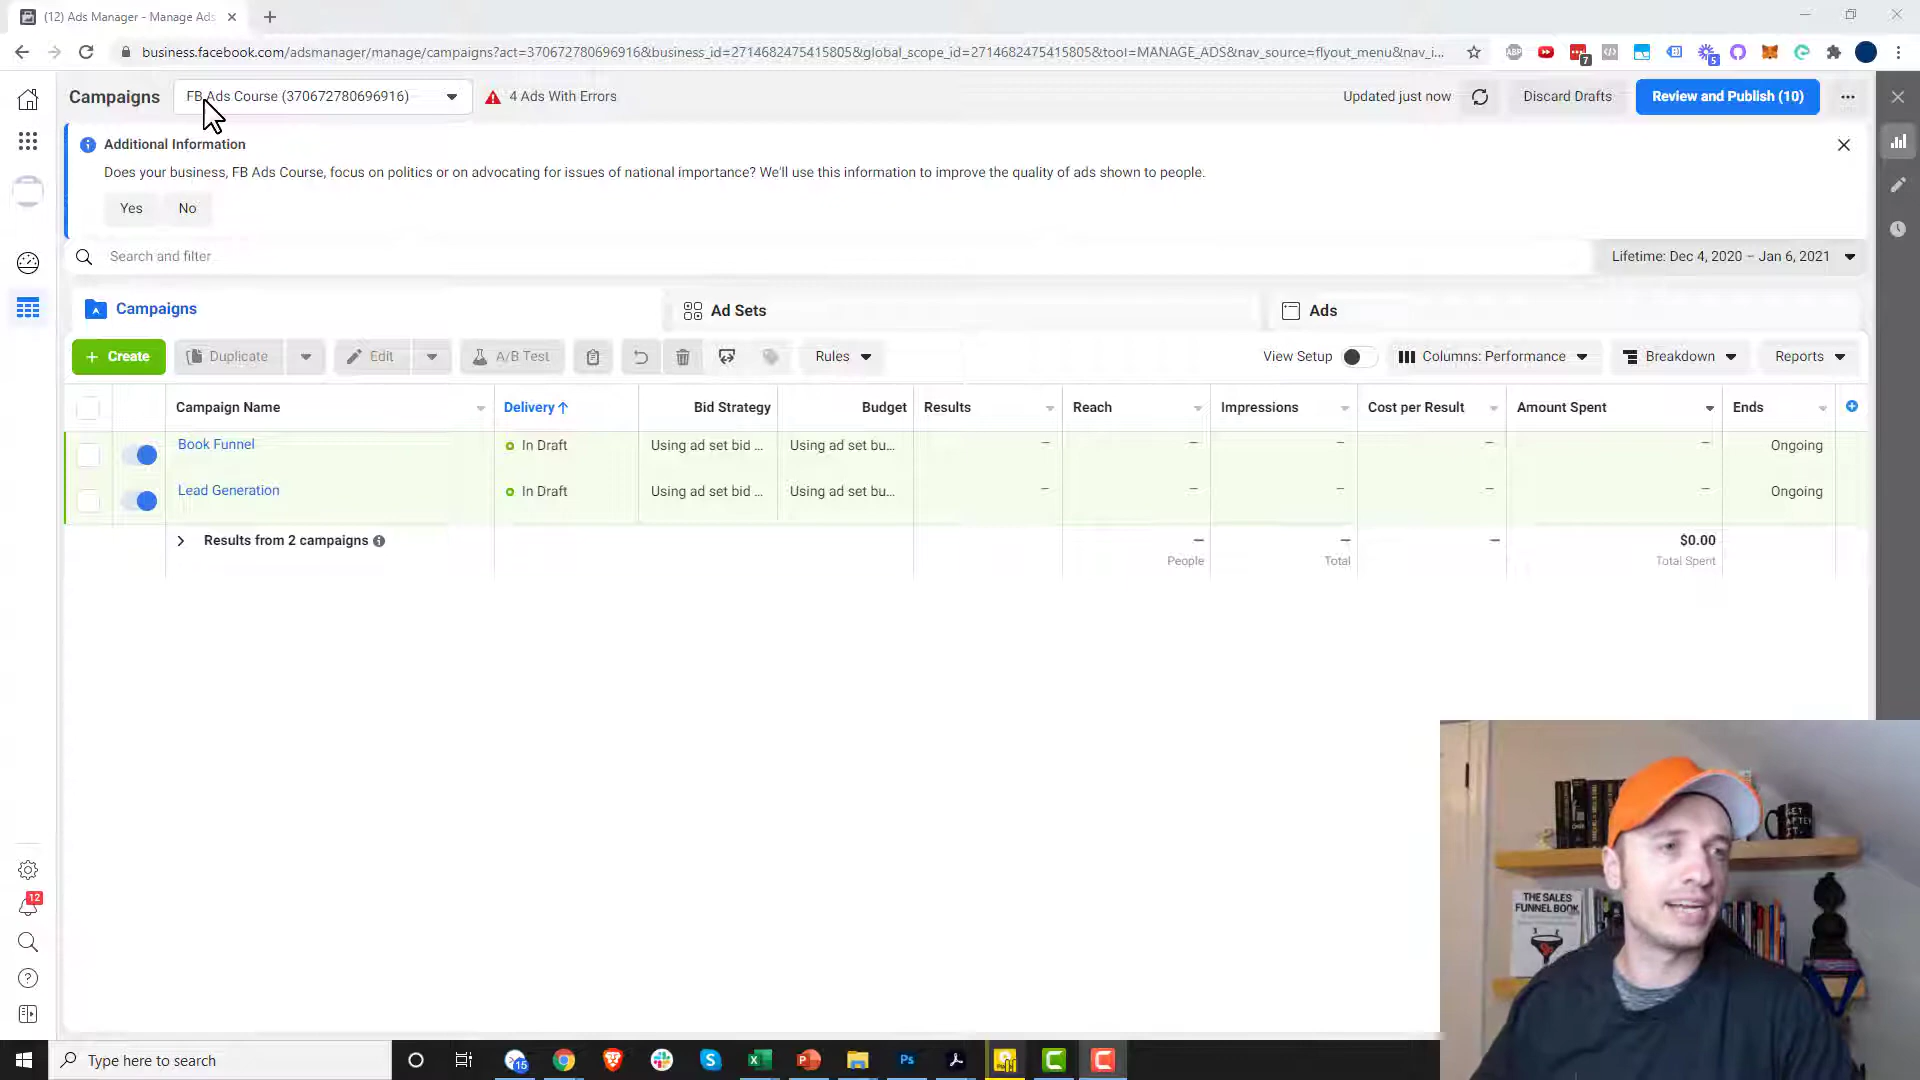 (12) Ads Manager - Manage Ads
business.facebook.com/adsmanager/manage/campaigns?act=370672780696916&business_id=2714682475415805&global_scope_id=2714682475415805&tool=MANAGE_ADS&nav_source=flyout_menu&nav_i...
ABP
7
5
Campaigns
FB Ads Course (370672780696916)
4 Ads With Errors
Updated just now
Discard Drafts
Review and Publish (10)
Additional Information
Does your business, FB Ads Course, focus on politics or on advocating for issues of national importance? We'll use this information to improve the quality of ads shown to people.
Yes
No
Search and filter
Lifetime: Dec 4, 2020 – Jan 6, 2021
Campaigns
Ad Sets
Ads
+ Create
Duplicate
Edit
A/B Test
Rules
View Setup
Columns: Performance
Breakdown
Reports
Campaign Name
Delivery ↑
Bid Strategy
Budget
Results
Reach
Impressions
Cost per Result
Amount Spent
Ends
Book Funnel
In Draft
Using ad set bid ...
Using ad set bu...
—
—
—
—
—
Ongoing
Lead Generation
In Draft
Using ad set bid ...
Using ad set bu...
—
—
—
—
—
Ongoing
Results from 2 campaigns
—
People
—
Total
—
$0.00
Total Spent
12
GET
AFTER
IT.
THE SALES
FUNNEL BOOK
Type here to search
15
Ps